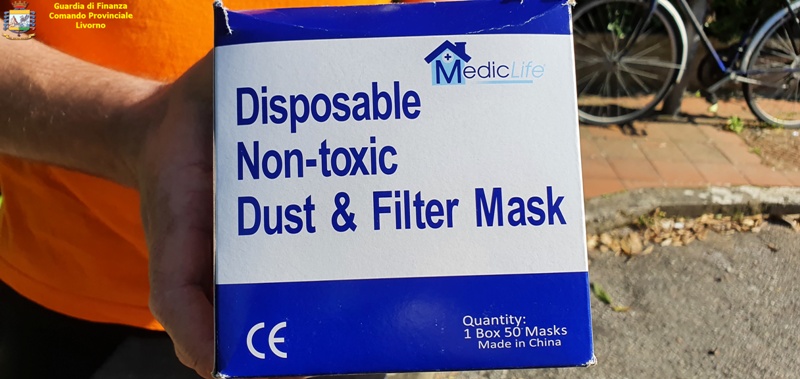 Guardia di Finanza
Comando Provinciale
Livorno
MedicLife
Disposable
Non-toxic
Dust & Filter Mask
CE
Quantity:
1 Box 50 Masks
Made in China